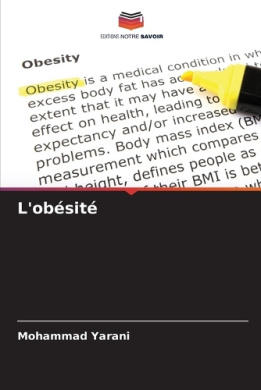 EDITIONS NOTRE SAVOIR
Obesity
Obesity is a medical condition in wh
excess body fat has ac
extent that it may have a
effect on health, leading to
expectancy and/or increased
problems. Body mass index (BM
measurement which compares
height, defines people as
their BMI is bet
L'obésité
Mohammad Yarani